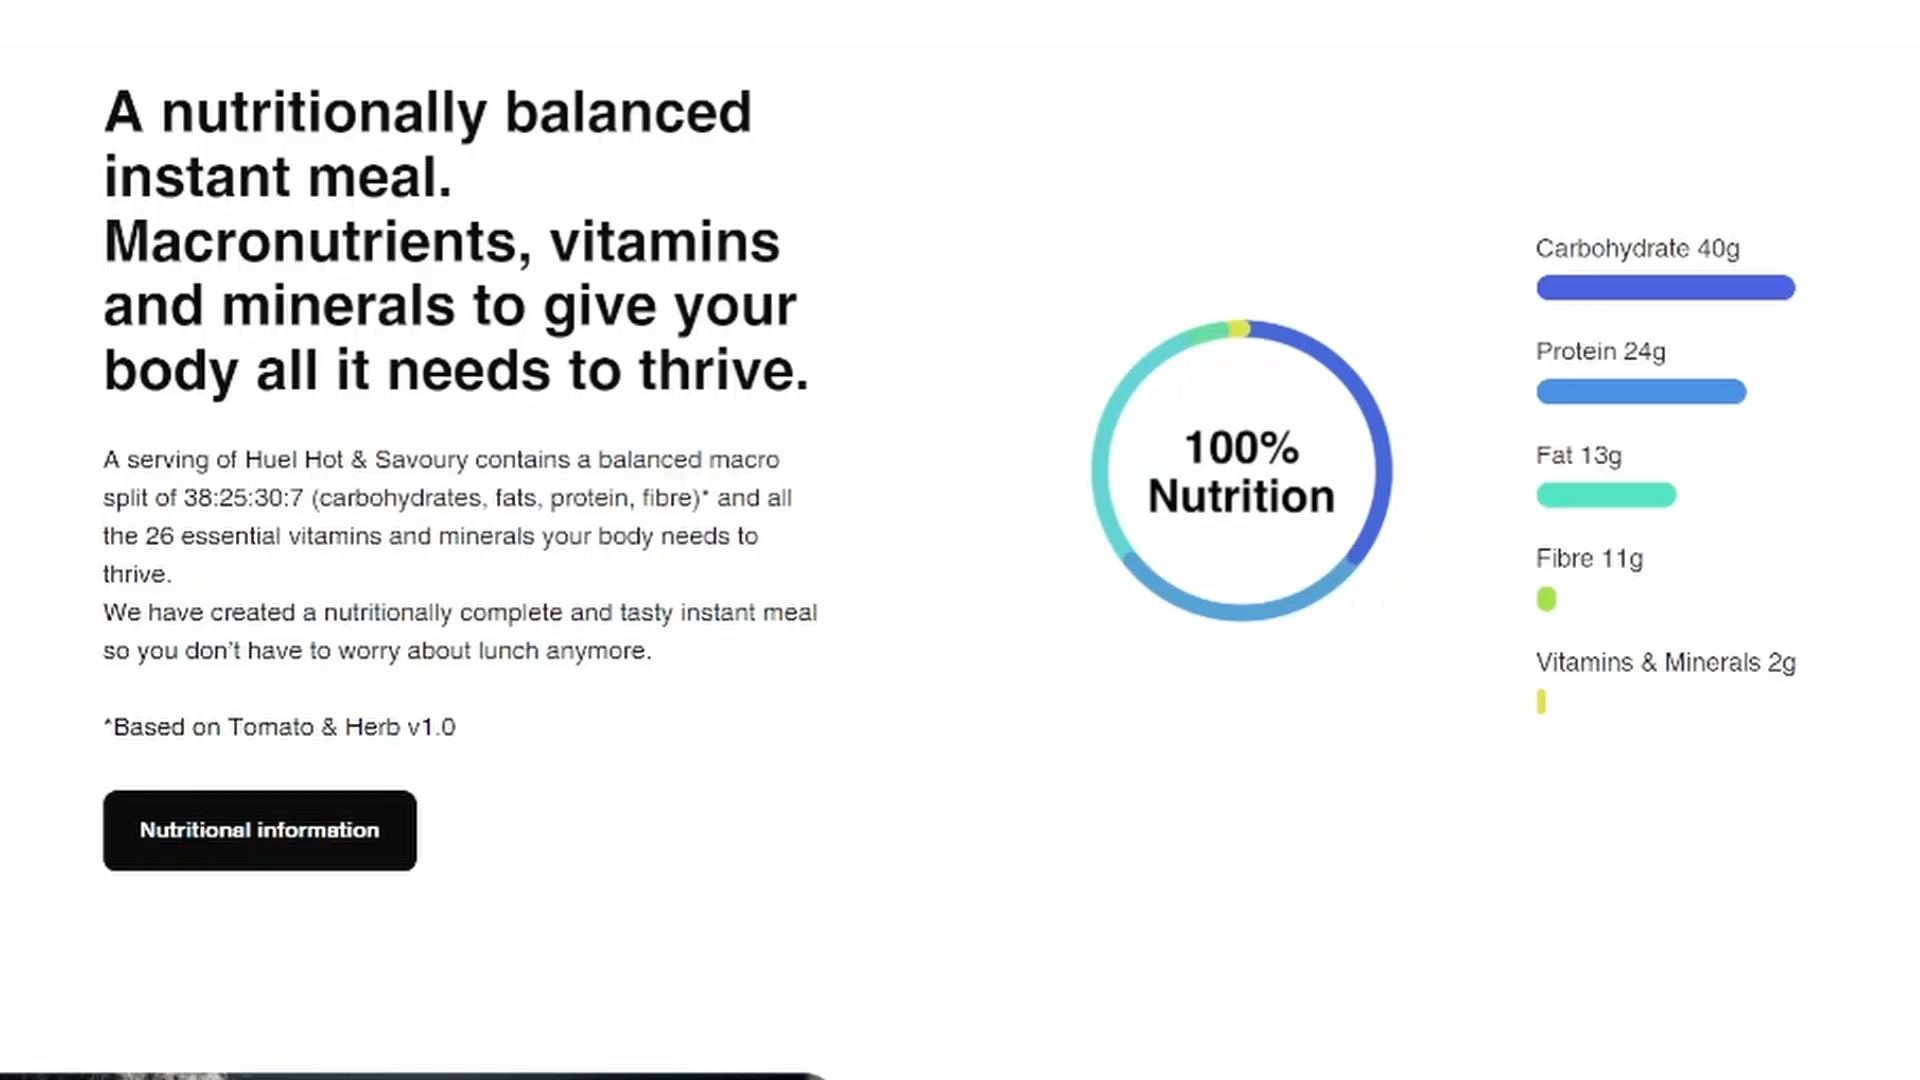 A nutritionally balanced
instant meal.
Macronutrients, vitamins
and minerals to give your
body all it needs to thrive.
A serving of Huel Hot & Savoury contains a balanced macro
split of 38:25:30:7 (carbohydrates, fats, protein, fibre)* and all
the 26 essential vitamins and minerals your body needs to
thrive.
We have created a nutritionally complete and tasty instant meal
so you don't have to worry about lunch anymore.
*Based on Tomato & Herb v1.0
Nutritional information
100%
Nutrition
Carbohydrate 40g
Protein 24g
Fat 13g
Fibre 11g
Vitamins & Minerals 2g